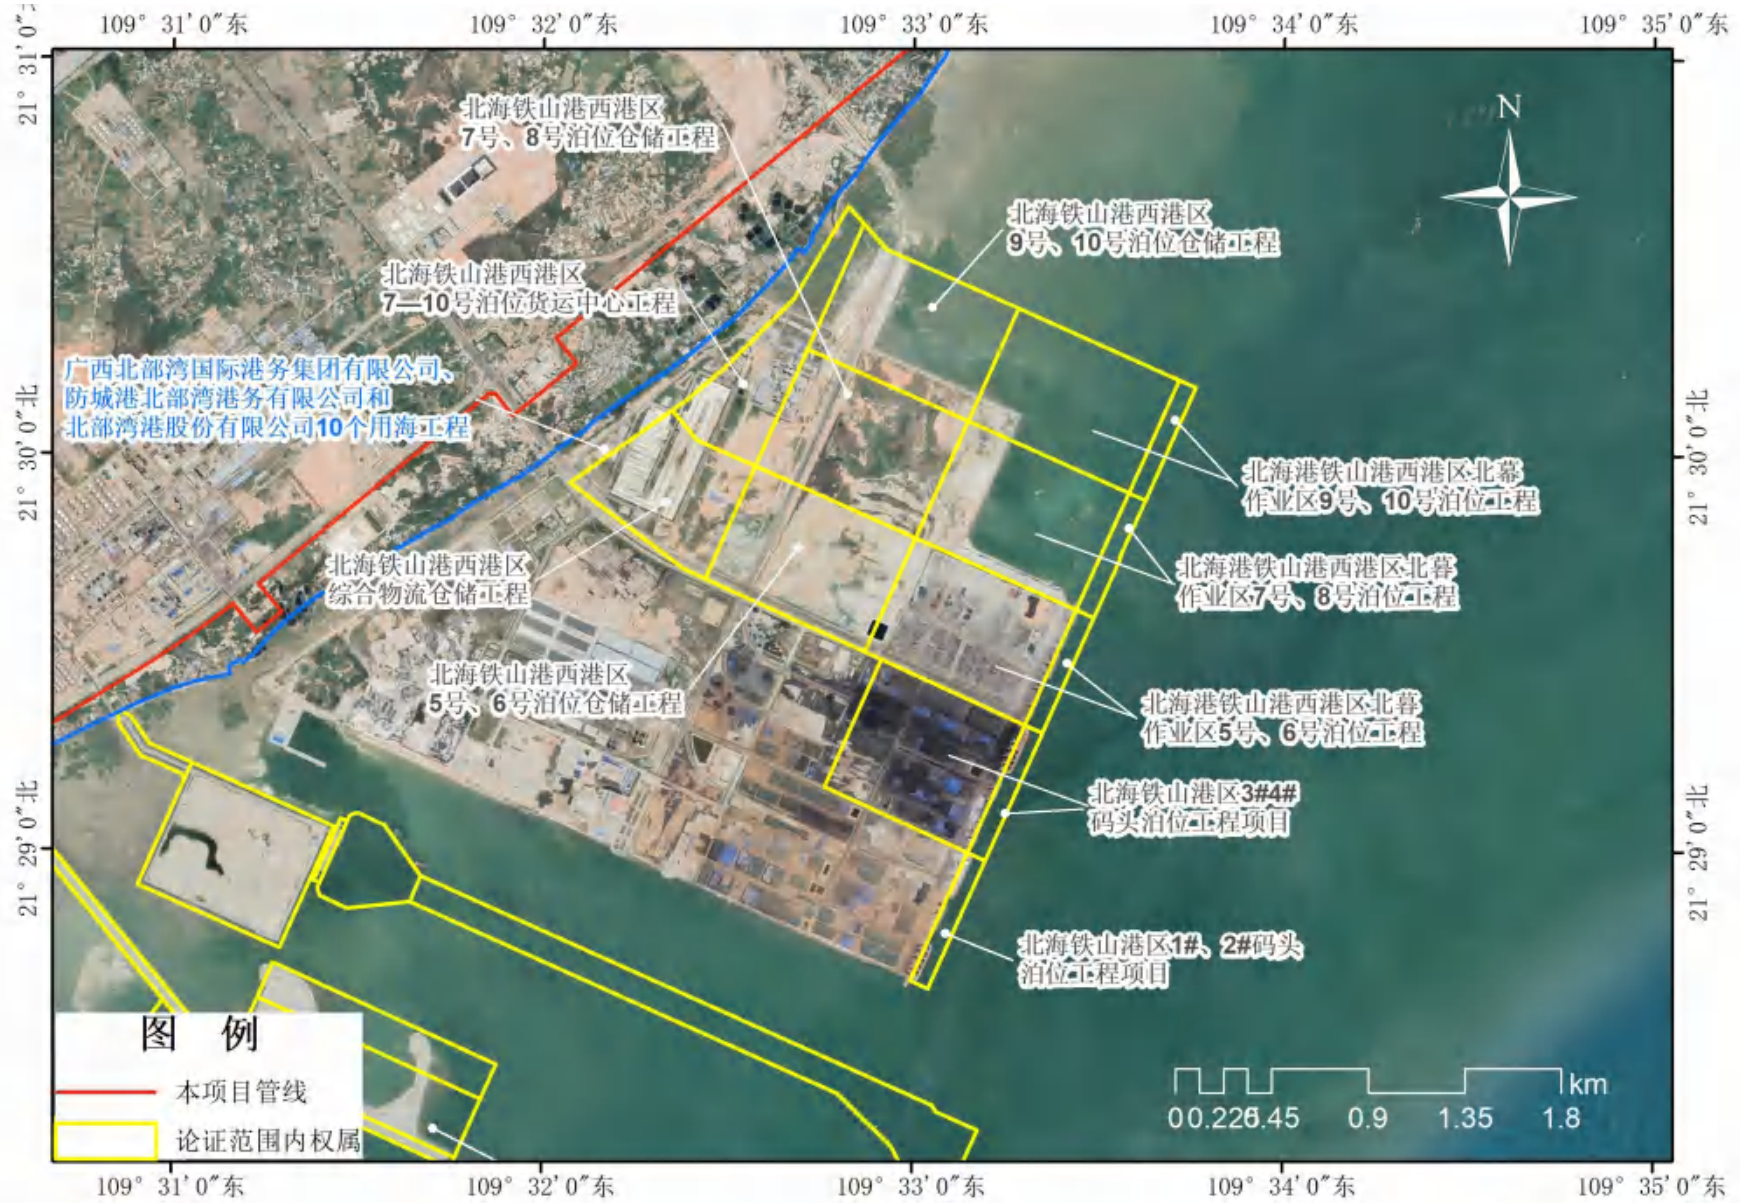 109° 31′ 0″东
109° 32′ 0″东
109° 33′ 0″东
109° 34′ 0″东
109° 35′ 0″东
21° 31′ 0″北
N
北海铁山港西港区
7号、8号泊位仓储工程
北海铁山港西港区
9号、10号泊位仓储工程
北海铁山港西港区
7—10号泊位货运中心工程
广西北部湾国际港务集团有限公司、
防城港北部湾港务有限公司和
北部湾港股份有限公司10个用海工程
21° 30′ 0″北
21° 30′ 0″北
北海港铁山港西港区北暮
作业区9号、10号泊位工程
北海铁山港西港区
综合物流仓储工程
北海港铁山港西港区北暮
作业区7号、8号泊位工程
北海铁山港西港区
5号、6号泊位仓储工程
北海港铁山港西港区北暮
作业区5号、6号泊位工程
北海铁山港区3#4#
码头泊位工程项目
21° 29′ 0″北
21° 29′ 0″北
北海铁山港区1#、2#码头
泊位工程项目
图 例
本项目管线
论证范围内权属
km
0 0.225 0.45 0.9 1.35 1.8
109° 31′ 0″东
109° 32′ 0″东
109° 33′ 0″东
109° 34′ 0″东
109° 35′ 0″东